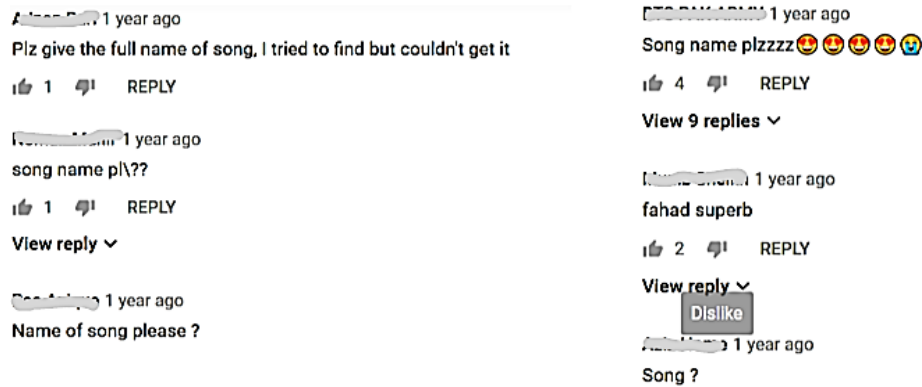 1 year ago
Plz give the full name of song, I tried to find but couldn't get it
1 REPLY
1 year ago
song name pl\??
1 REPLY
View reply
1 year ago
Name of song please ?
1 year ago
Song name plzzzz😍😍😍😍😭
4 REPLY
View 9 replies
1 year ago
fahad superb
2 REPLY
View reply
Dislike
1 year ago
Song ?